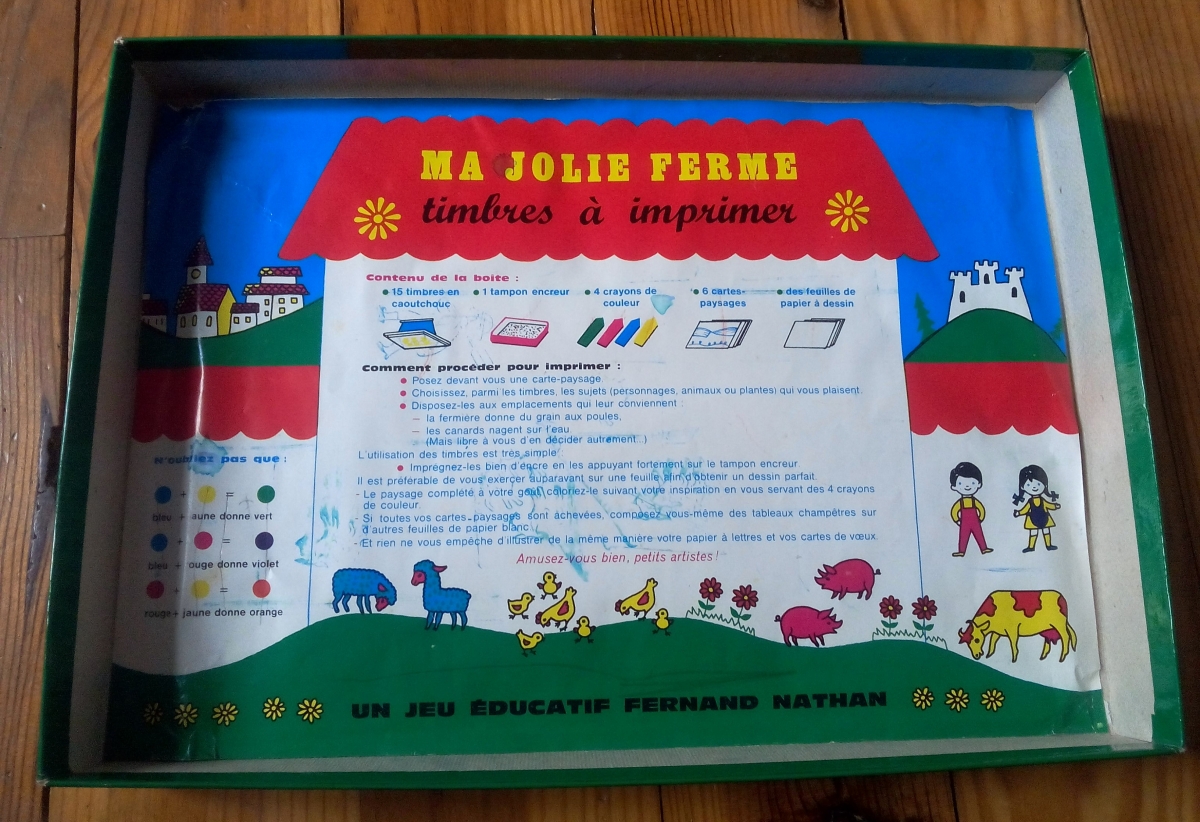 MA JOLIE FERME
timbres à imprimer
Contenu de la boite :
• 15 timbres en caoutchouc
• 1 tampon encreur
• 4 crayons de couleur
• 6 cartes-paysages
• des feuilles de papier à dessin
Comment procéder pour imprimer :
• Posez devant vous une carte-paysage.
• Choisissez, parmi les timbres, les sujets (personnages, animaux ou plantes) qui vous plaisent.
• Disposez-les aux emplacements qui leur conviennent :
— la fermière donne du grain aux poules,
— les canards nagent sur l'eau.
(Mais libre à vous d'en décider autrement...)
L'utilisation des timbres est très simple :
• Imprégnez-les bien d'encre en les appuyant fortement sur le tampon encreur.
Il est préférable de vous exercer auparavant sur une feuille afin d'obtenir un dessin parfait.
- Le paysage complété à votre goût, coloriez-le suivant votre inspiration en vous servant des 4 crayons
de couleur.
- Si toutes vos cartes-paysages sont achevées, composez vous-même des tableaux champêtres sur
d'autres feuilles de papier blanc.
- Et rien ne vous empêche d'illustrer de la même manière votre papier à lettres et vos cartes de vœux.
Amusez-vous bien, petits artistes !
N'oubliez pas que :
+ =
bleu + jaune donne vert
+ =
bleu + rouge donne violet
+ =
rouge + jaune donne orange
UN JEU ÉDUCATIF FERNAND NATHAN